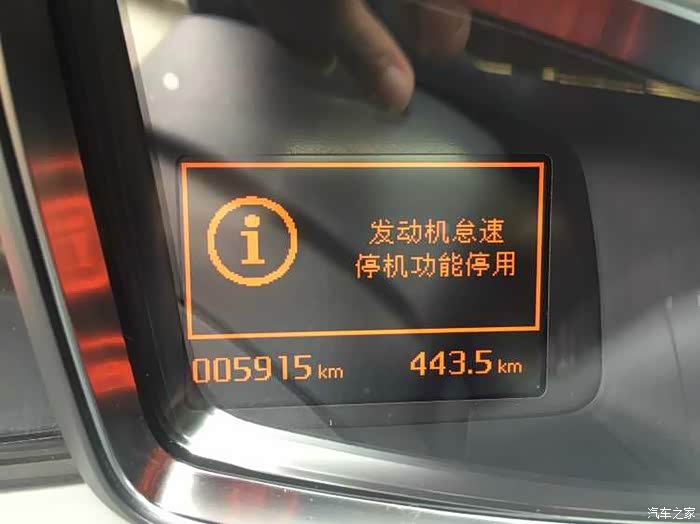 i
发动机怠速
停机功能停用
005915 km
443.5 km
汽车之家